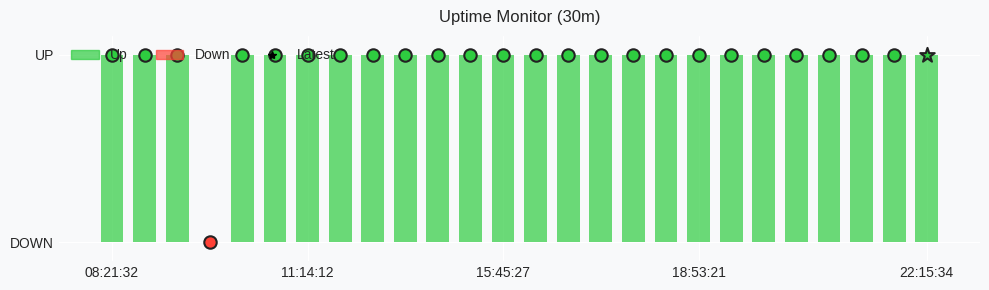 Uptime Monitor (30m)
UP
Up Down Latest
DOWN
08:21:32 11:14:12 15:45:27 18:53:21 22:15:34